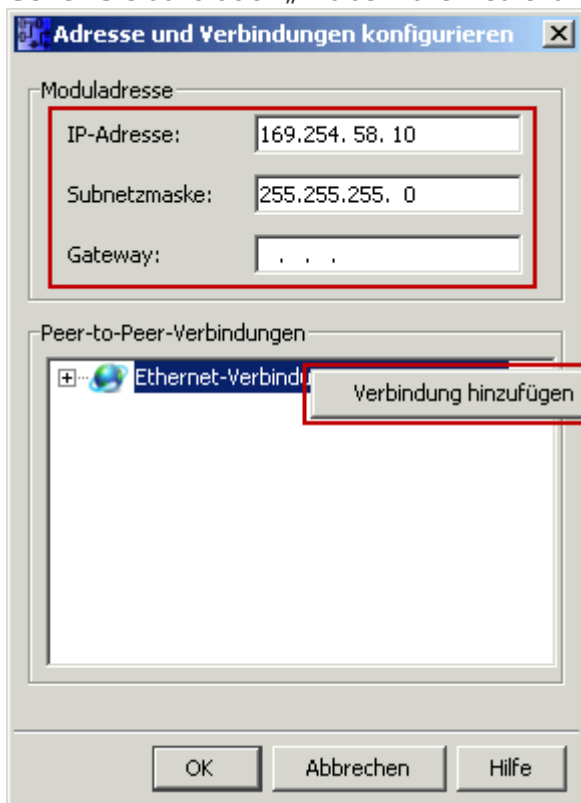 Adresse und Verbindungen konfigurieren
Moduladresse
IP-Adresse: 169.254. 58. 10
Subnetzmaske: 255.255.255. 0
Gateway: . . .
Peer-to-Peer-Verbindungen
Verbindung hinzufügen
OK Abbrechen Hilfe